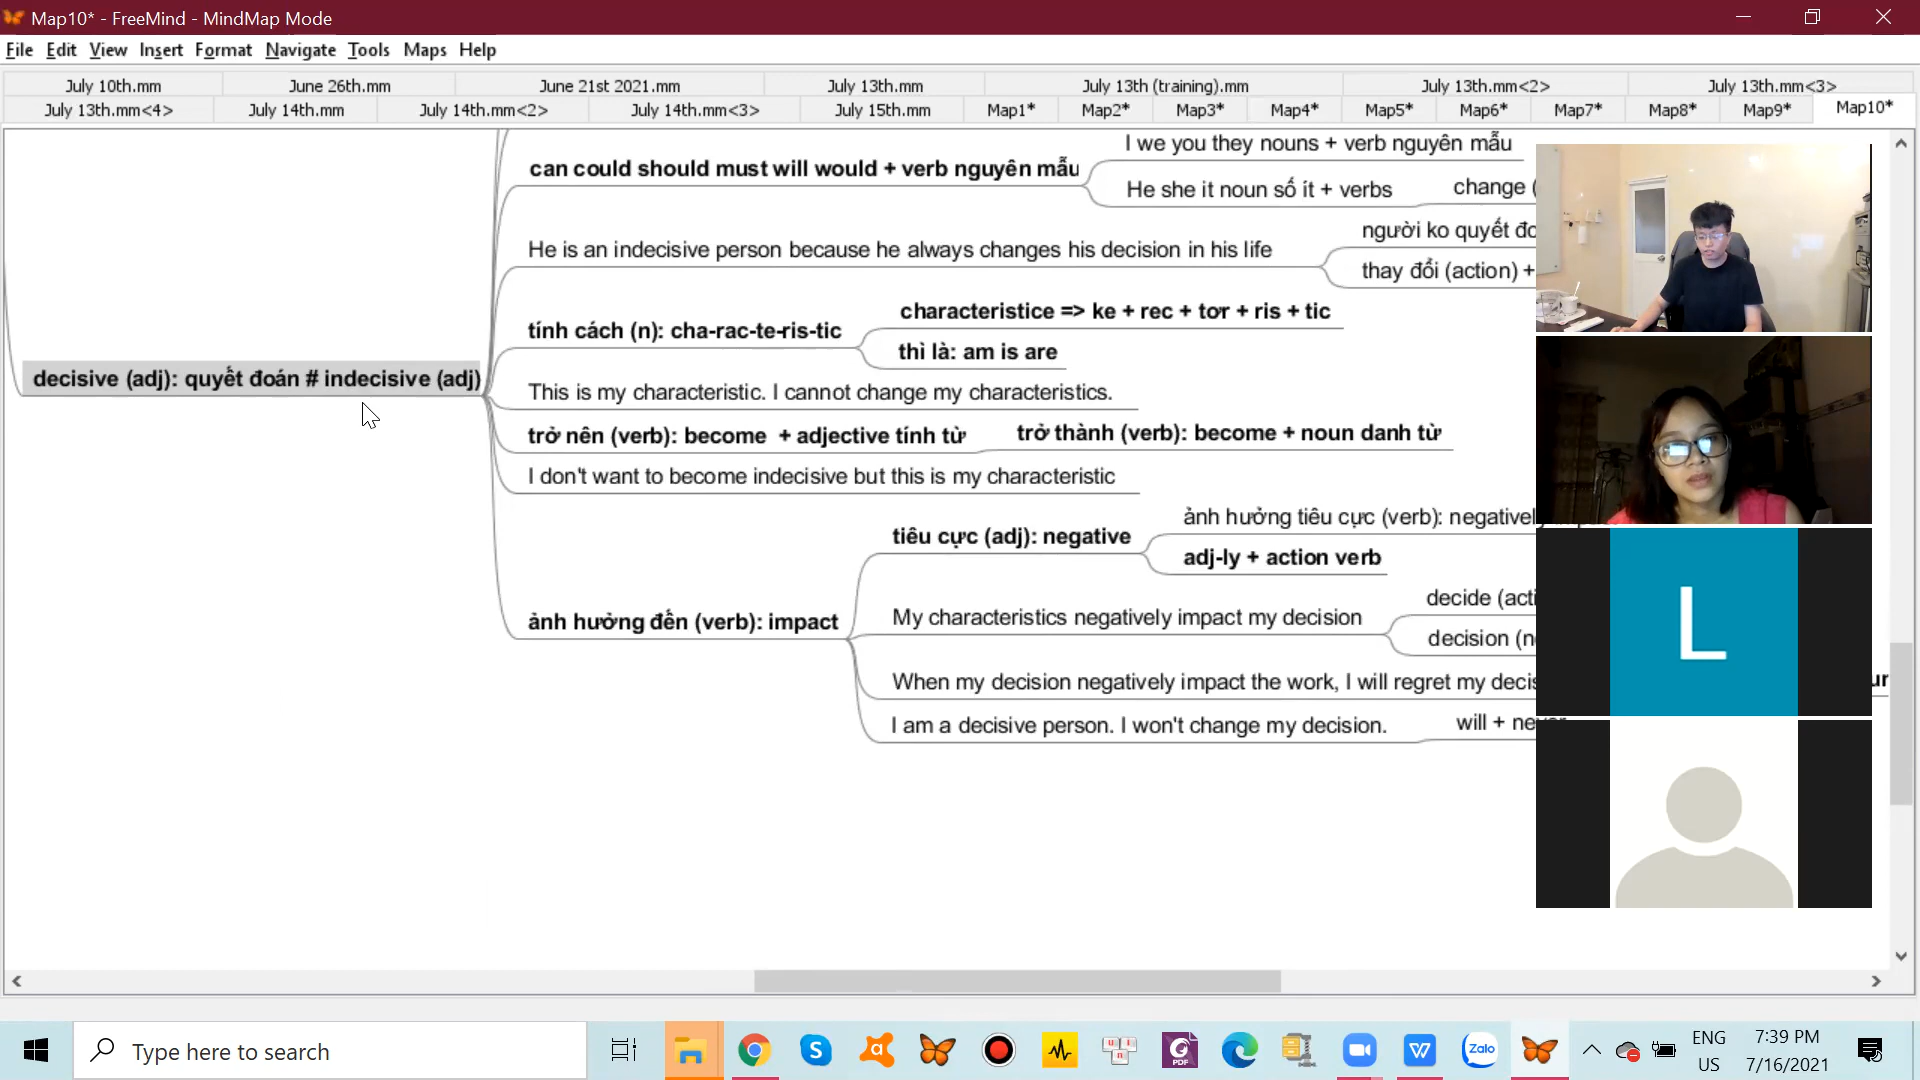 Map10* - FreeMind - MindMap Mode
File Edit View Insert Format Navigate Tools Maps Help
July 10th.mm June 26th.mm June 21st 2021.mm July 13th.mm July 13th (training).mm July 13th.mm<2> July 13th.mm<3>
July 13th.mm<4> July 14th.mm July 14th.mm<2> July 14th.mm<3> July 15th.mm Map1* Map2* Map3* Map4* Map5* Map6* Map7* Map8* Map9* Map10*
I we you they nouns + verb nguyên mẫu
can could should must will would + verb nguyên mẫu
He she it noun số ít + verbs change (
người ko quyết đo
He is an indecisive person because he always changes his decision in his life
thay đổi (action) +
characteristice => ke + rec + tơr + ris + tic
tính cách (n): cha-rac-te-ris-tic
thì là: am is are
decisive (adj): quyết đoán # indecisive (adj)
This is my characteristic. I cannot change my characteristics.
trở nên (verb): become + adjective tính từ trở thành (verb): become + noun danh từ
I don't want to become indecisive but this is my characteristic
ảnh hưởng tiêu cực (verb): negativel
tiêu cực (adj): negative
adj-ly + action verb
decide (acti
My characteristics negatively impact my decision
decision (n
ảnh hưởng đến (verb): impact
When my decision negatively impact the work, I will regret my decis
ur
I am a decisive person. I won't change my decision. will + never
L
Type here to search
Zalo
PDF
ENG
US
7:39 PM
7/16/2021